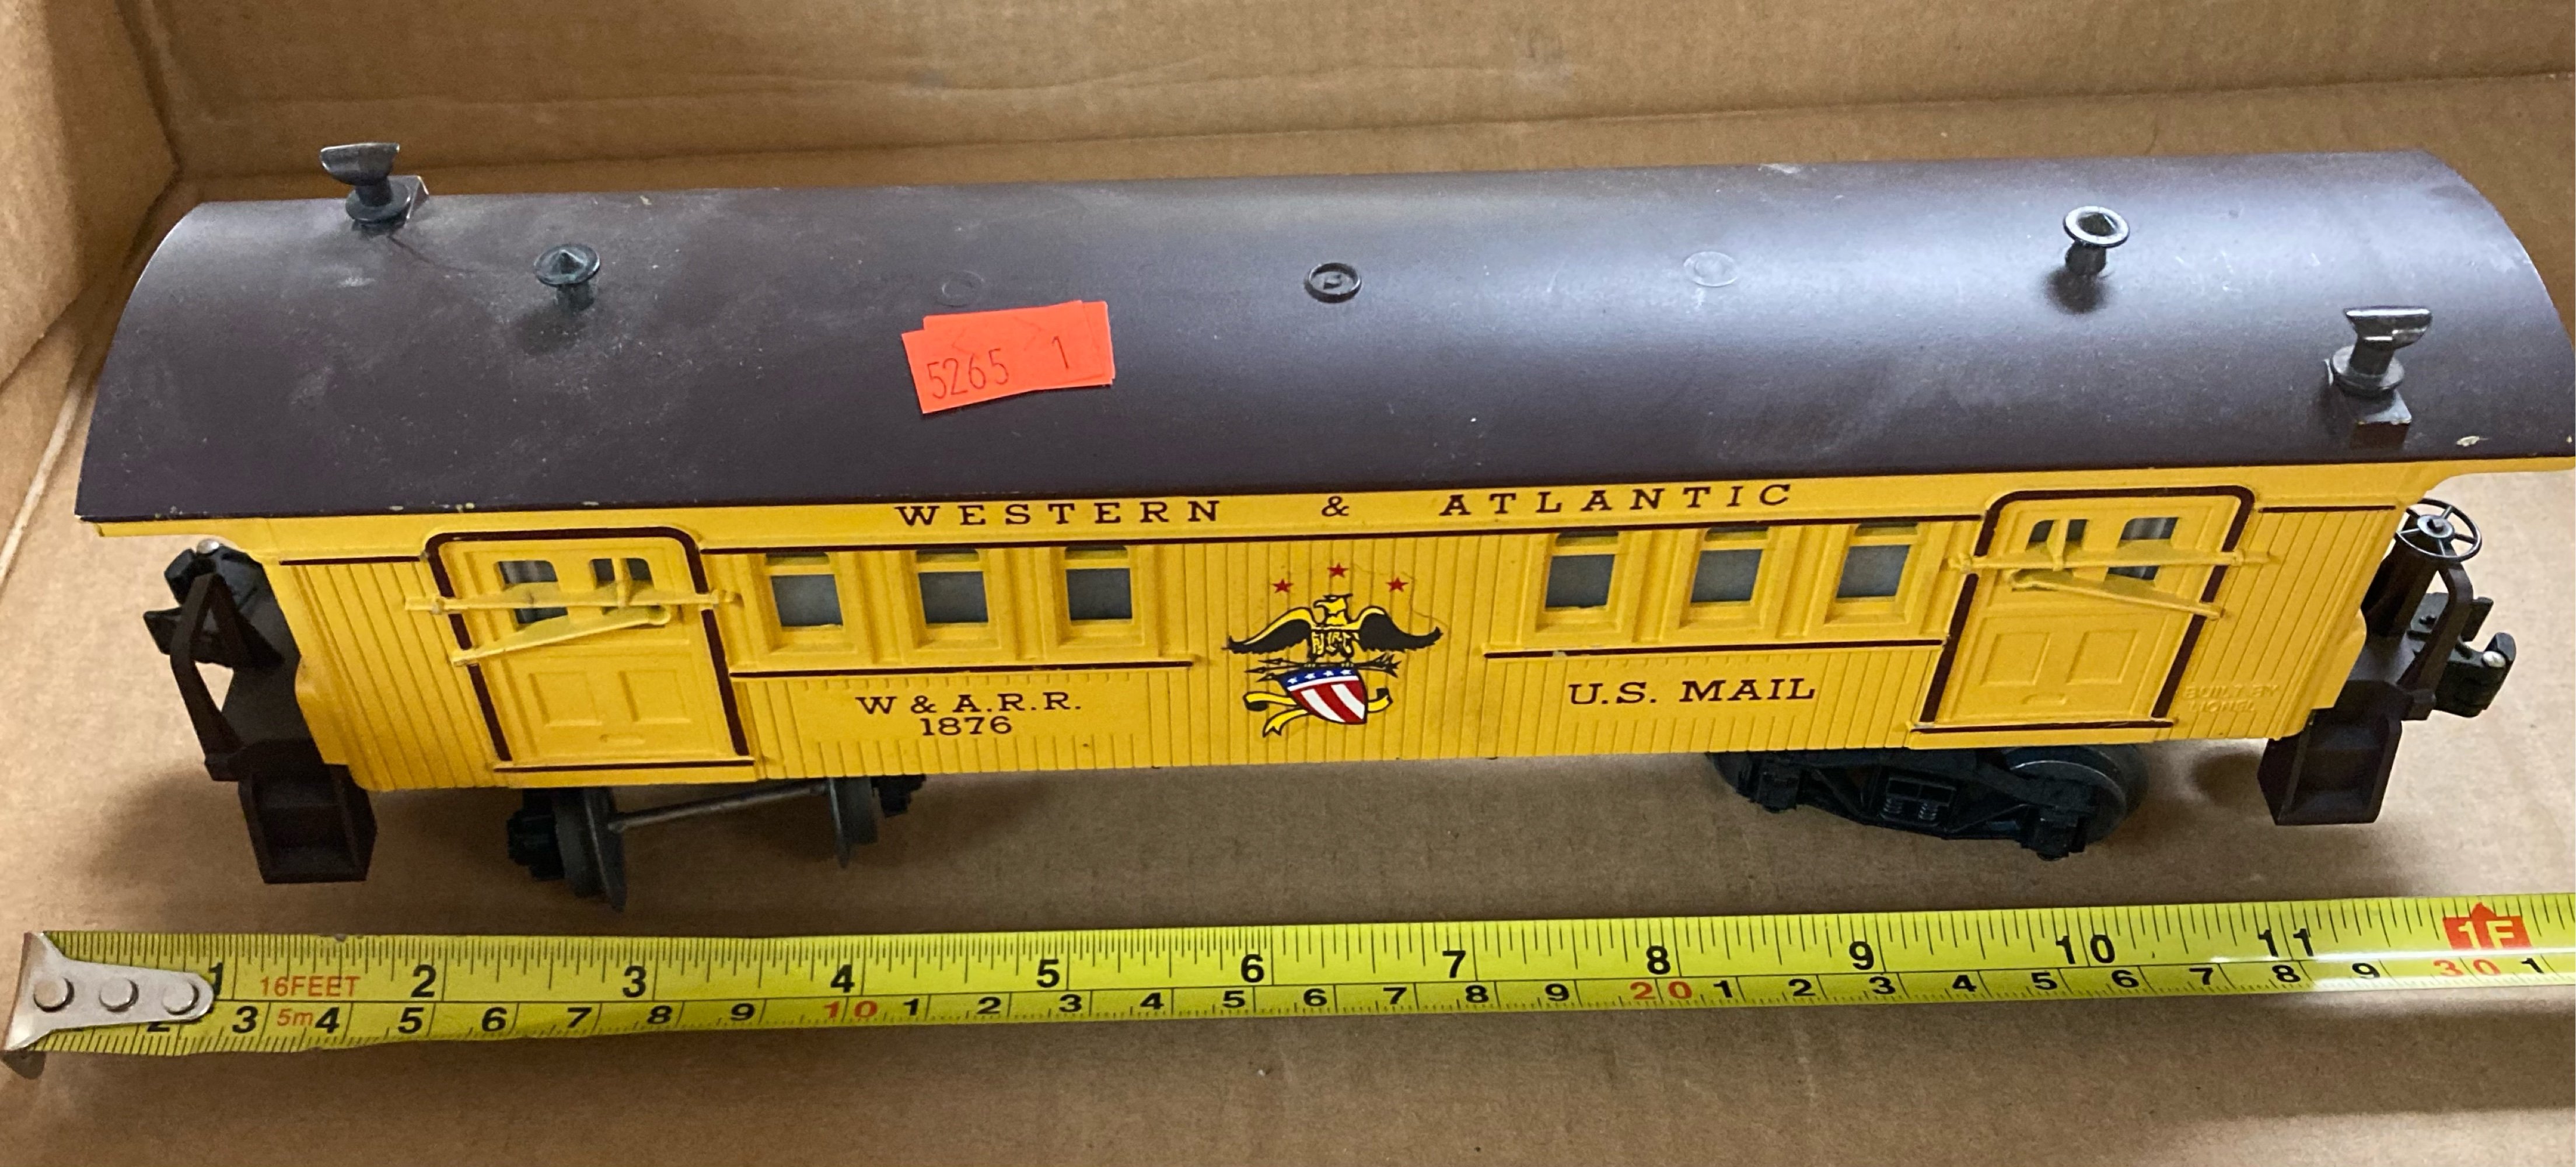 5265 1
WESTERN & ATLANTIC
W & A.R.R.
1876
U.S. MAIL
BUILT BY
LIONEL
1 16FEET 2 3 4 5 6 7 8 9 10 11 1F
2 3 5m 4 5 6 7 8 9 10 1 2 3 4 5 6 7 8 9 20 1 2 3 4 5 6 7 8 9 30 1